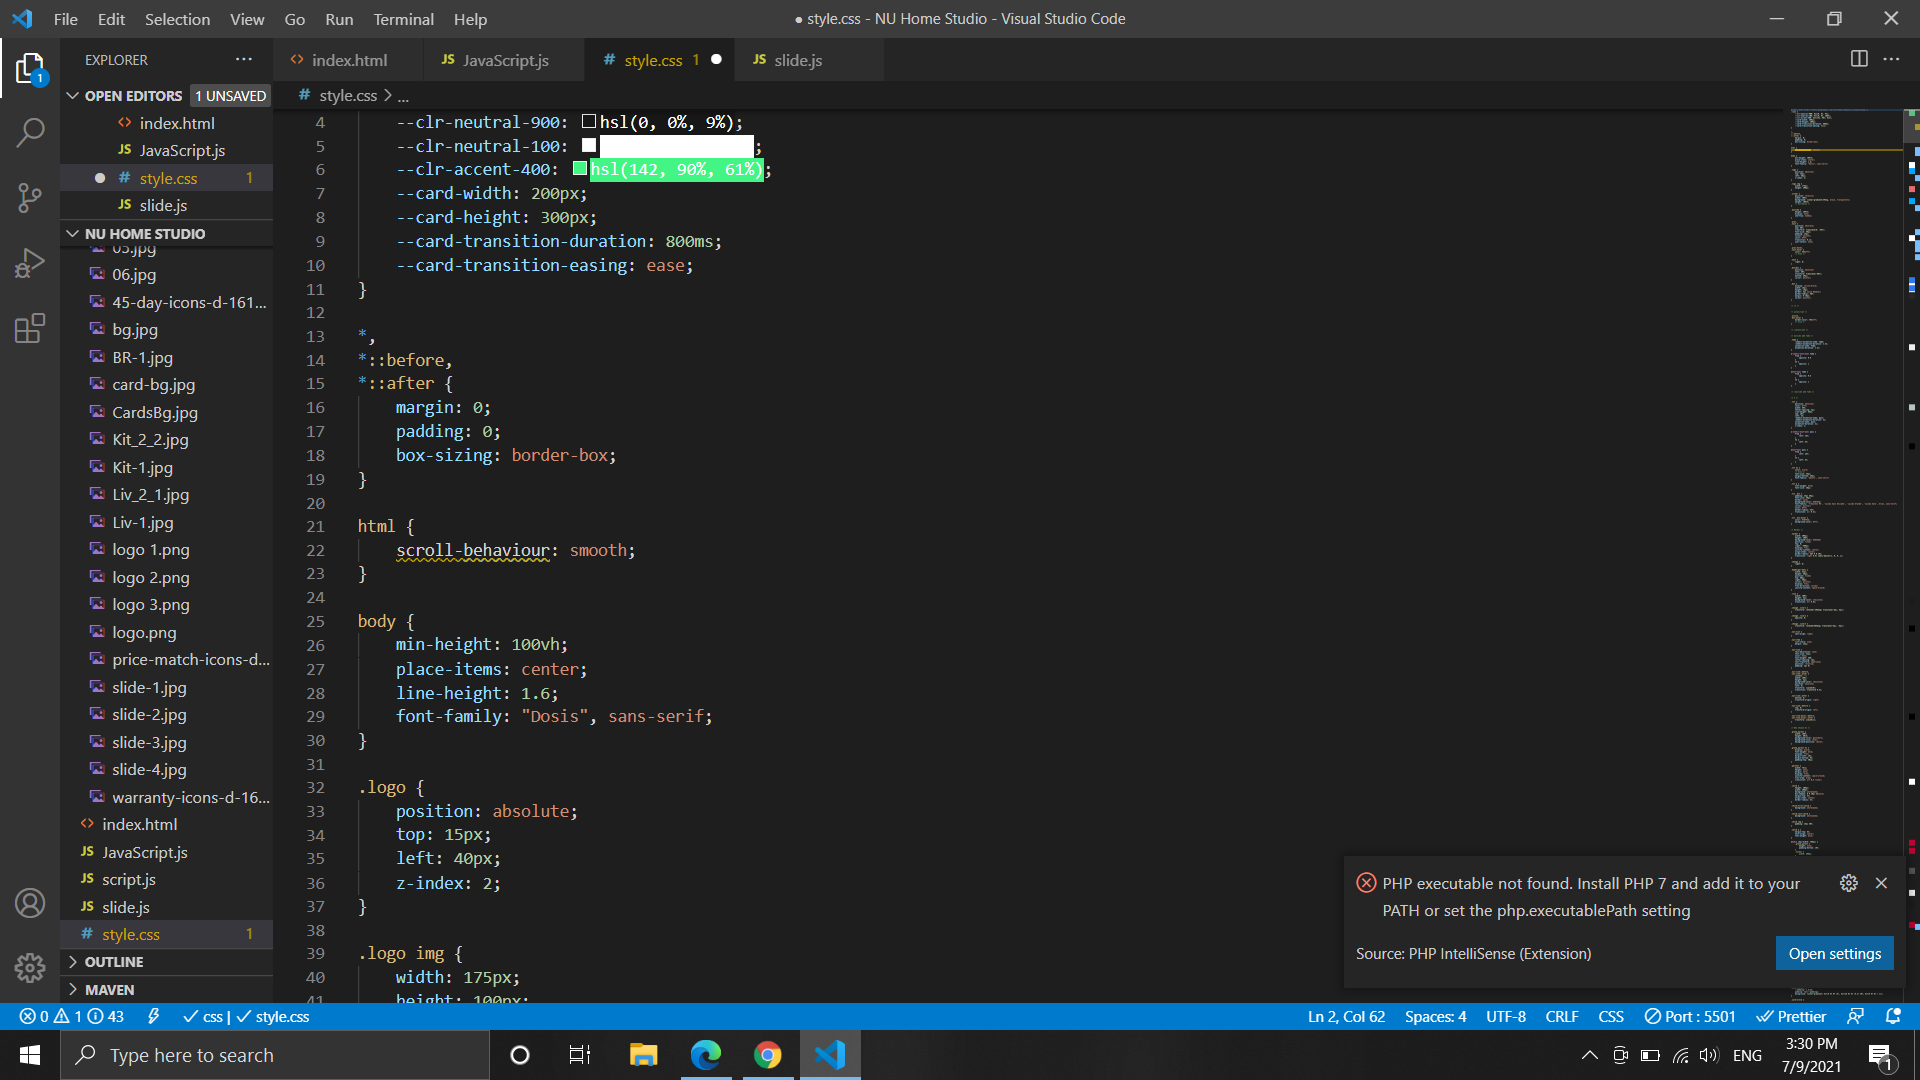 File Edit Selection View Go Run Terminal Help
● style.css - NU Home Studio - Visual Studio Code
EXPLORER
OPEN EDITORS 1 UNSAVED
index.html
JS JavaScript.js
# style.css 1
JS slide.js
NU HOME STUDIO
05.jpg
06.jpg
45-day-icons-d-161...
bg.jpg
BR-1.jpg
card-bg.jpg
CardsBg.jpg
Kit_2_2.jpg
Kit-1.jpg
Liv_2_1.jpg
Liv-1.jpg
logo 1.png
logo 2.png
logo 3.png
logo.png
price-match-icons-d...
slide-1.jpg
slide-2.jpg
slide-3.jpg
slide-4.jpg
warranty-icons-d-16...
index.html
JS JavaScript.js
JS script.js
JS slide.js
# style.css 1
OUTLINE
MAVEN
index.html JS JavaScript.js # style.css 1 JS slide.js
# style.css > ...
4 --clr-neutral-900: hsl(0, 0%, 9%);
5 --clr-neutral-100: ;
6 --clr-accent-400: hsl(142, 90%, 61%);
7 --card-width: 200px;
8 --card-height: 300px;
9 --card-transition-duration: 800ms;
10 --card-transition-easing: ease;
11 }
12
13 *,
14 *::before,
15 *::after {
16 margin: 0;
17 padding: 0;
18 box-sizing: border-box;
19 }
20
21 html {
22 scroll-behaviour: smooth;
23 }
24
25 body {
26 min-height: 100vh;
27 place-items: center;
28 line-height: 1.6;
29 font-family: "Dosis", sans-serif;
30 }
31
32 .logo {
33 position: absolute;
34 top: 15px;
35 left: 40px;
36 z-index: 2;
37 }
38
39 .logo img {
40 width: 175px;
41 height: 100px;
PHP executable not found. Install PHP 7 and add it to your
PATH or set the php.executablePath setting
Source: PHP IntelliSense (Extension)
Open settings
0 1 43 css | style.css
Ln 2, Col 62 Spaces: 4 UTF-8 CRLF CSS Port : 5501 Prettier
Type here to search
ENG
3:30 PM
7/9/2021
1
1